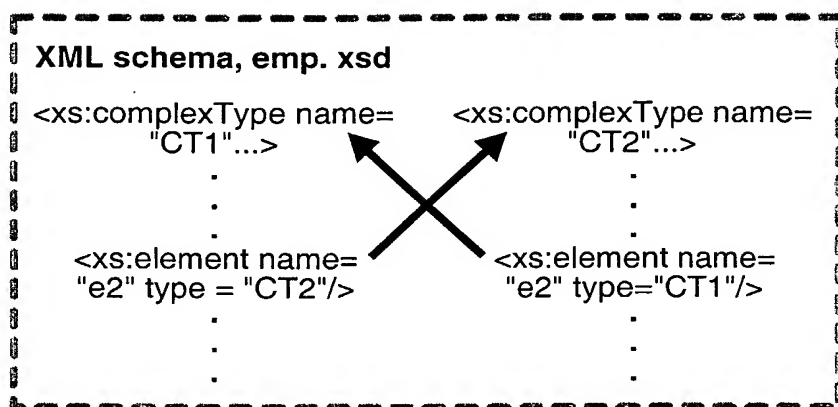 XML schema, emp. xsd
<xs:complexType name=
"CT1"...>
<xs:complexType name=
"CT2"...>
<xs:element name=
"e2" type = "CT2"/>
<xs:element name=
"e2" type="CT1"/>